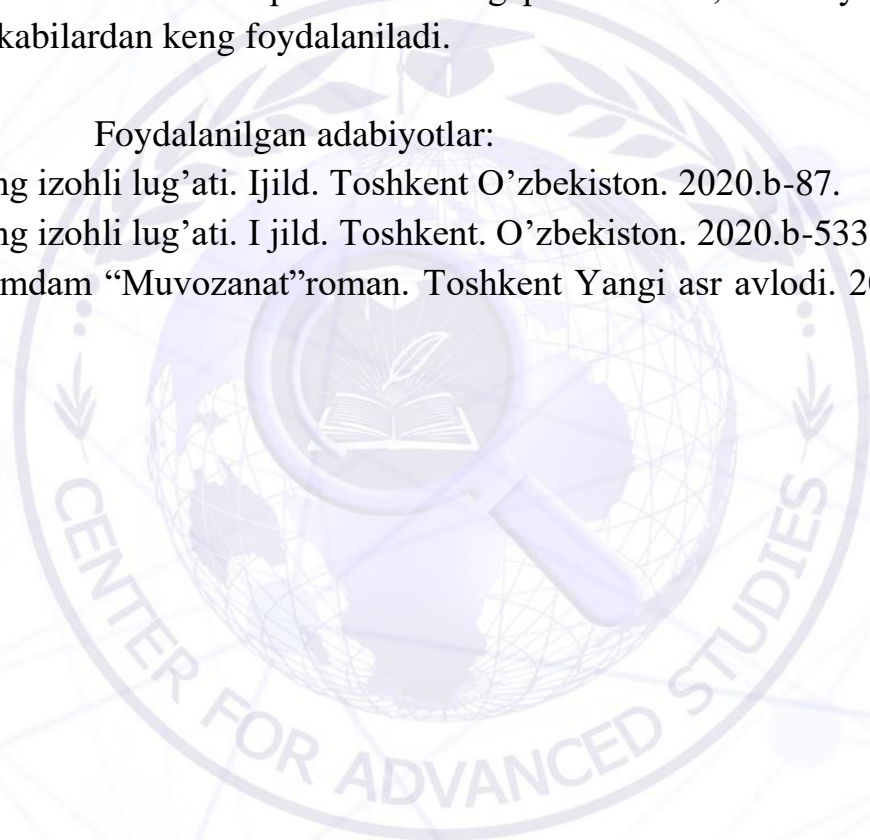 kabilardan keng foydalaniladi.
Foydalanilgan adabiyotlar:
ng izohli lug’ati. Ijild. Toshkent O’zbekiston. 2020.b-87.
ng izohli lug’ati. I jild. Toshkent. O’zbekiston. 2020.b-533
mdam “Muvozanat”roman. Toshkent Yangi asr avlodi. 20
CENTER FOR ADVANCED STUDIES